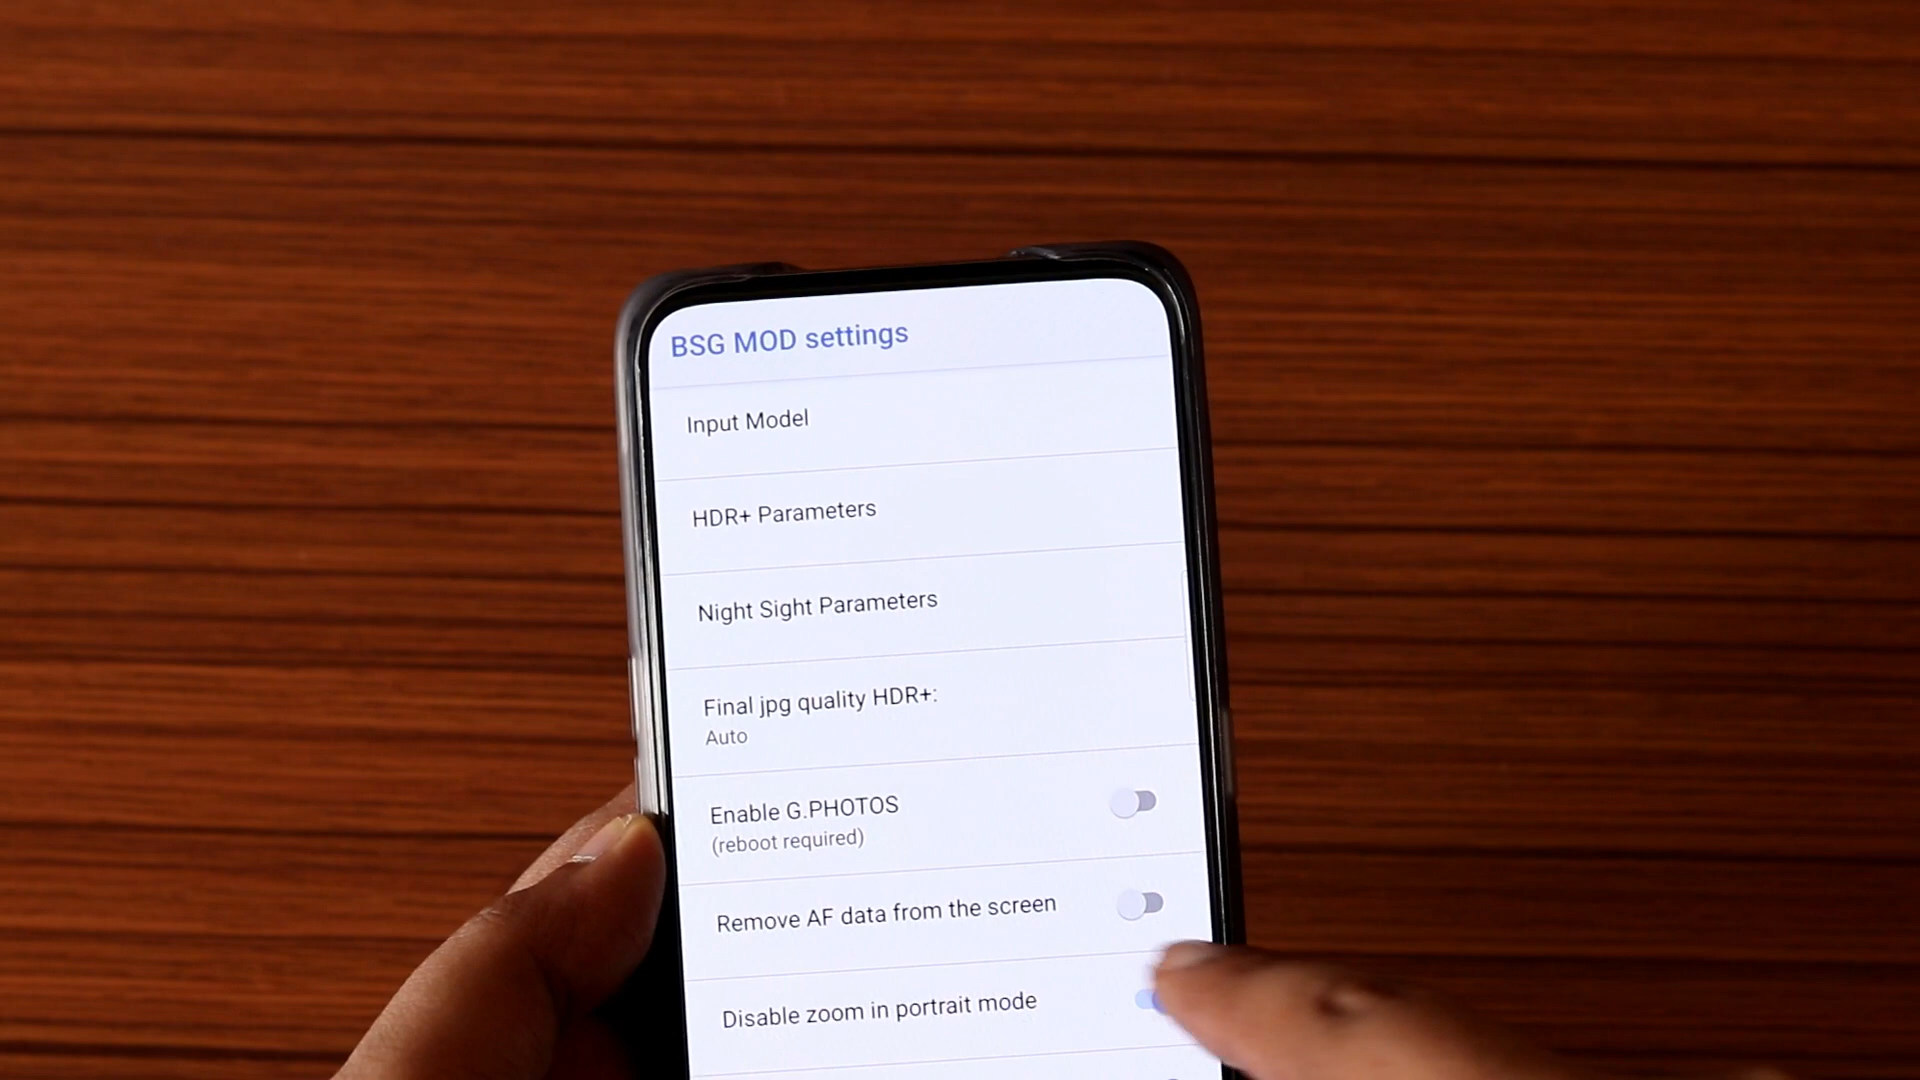 BSG MOD settings
Input Model
HDR+ Parameters
Night Sight Parameters
Final jpg quality HDR+:
Auto
Enable G.PHOTOS
(reboot required)
Remove AF data from the screen
Disable zoom in portrait mode